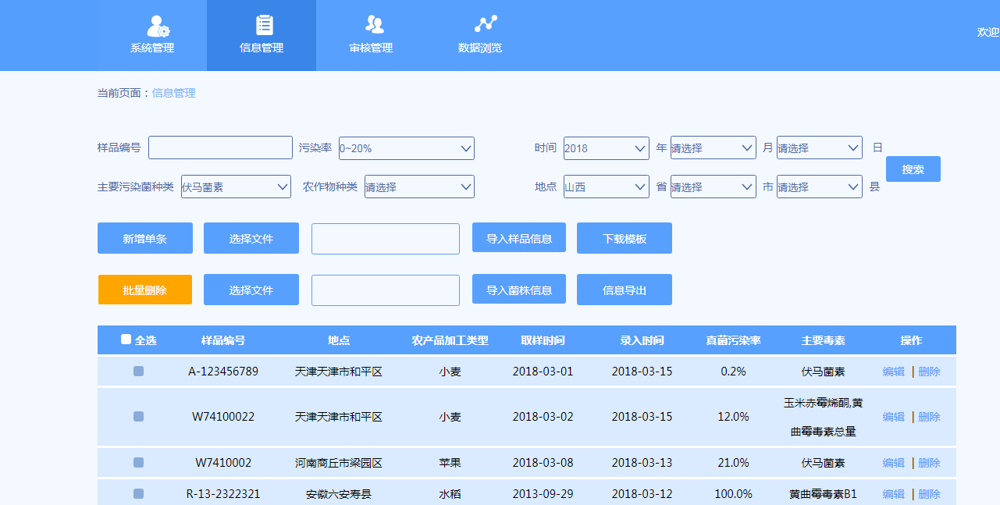 系统管理 信息管理 审核管理 数据浏览 欢迎
当前页面：信息管理
样品编号 污染率 0~20% 时间 2018 年 请选择 月 请选择 日
搜索
主要污染菌种类 伏马菌素 农作物种类 请选择 地点 山西 省 请选择 市 请选择 县
新增单条 选择文件 导入样品信息 下载模板
批量删除 选择文件 导入菌株信息 信息导出
全选 样品编号 地点 农产品加工类型 取样时间 录入时间 真菌污染率 主要毒素 操作
A-123456789 天津天津市和平区 小麦 2018-03-01 2018-03-15 0.2% 伏马菌素 编辑 | 删除
W74100022 天津天津市和平区 小麦 2018-03-02 2018-03-15 12.0% 玉米赤霉烯酮,黄 编辑 | 删除
曲霉毒素总量
W7410002 河南商丘市梁园区 苹果 2018-03-08 2018-03-13 21.0% 伏马菌素 编辑 | 删除
R-13-2322321 安徽六安寿县 水稻 2013-09-29 2018-03-12 100.0% 黄曲霉毒素B1 编辑 | 删除